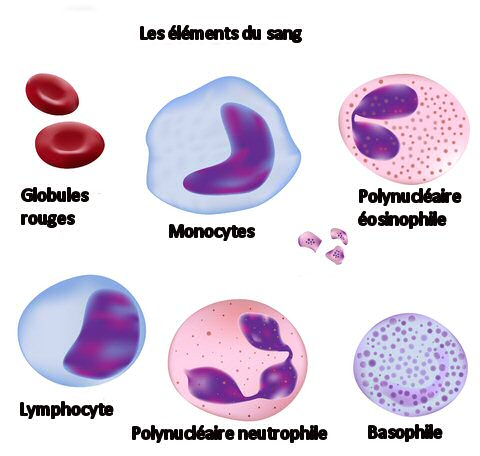 Les éléments du sang
Globules
rouges
Monocytes
Polynucléaire
éosinophile
Lymphocyte
Polynucléaire neutrophile
Basophile